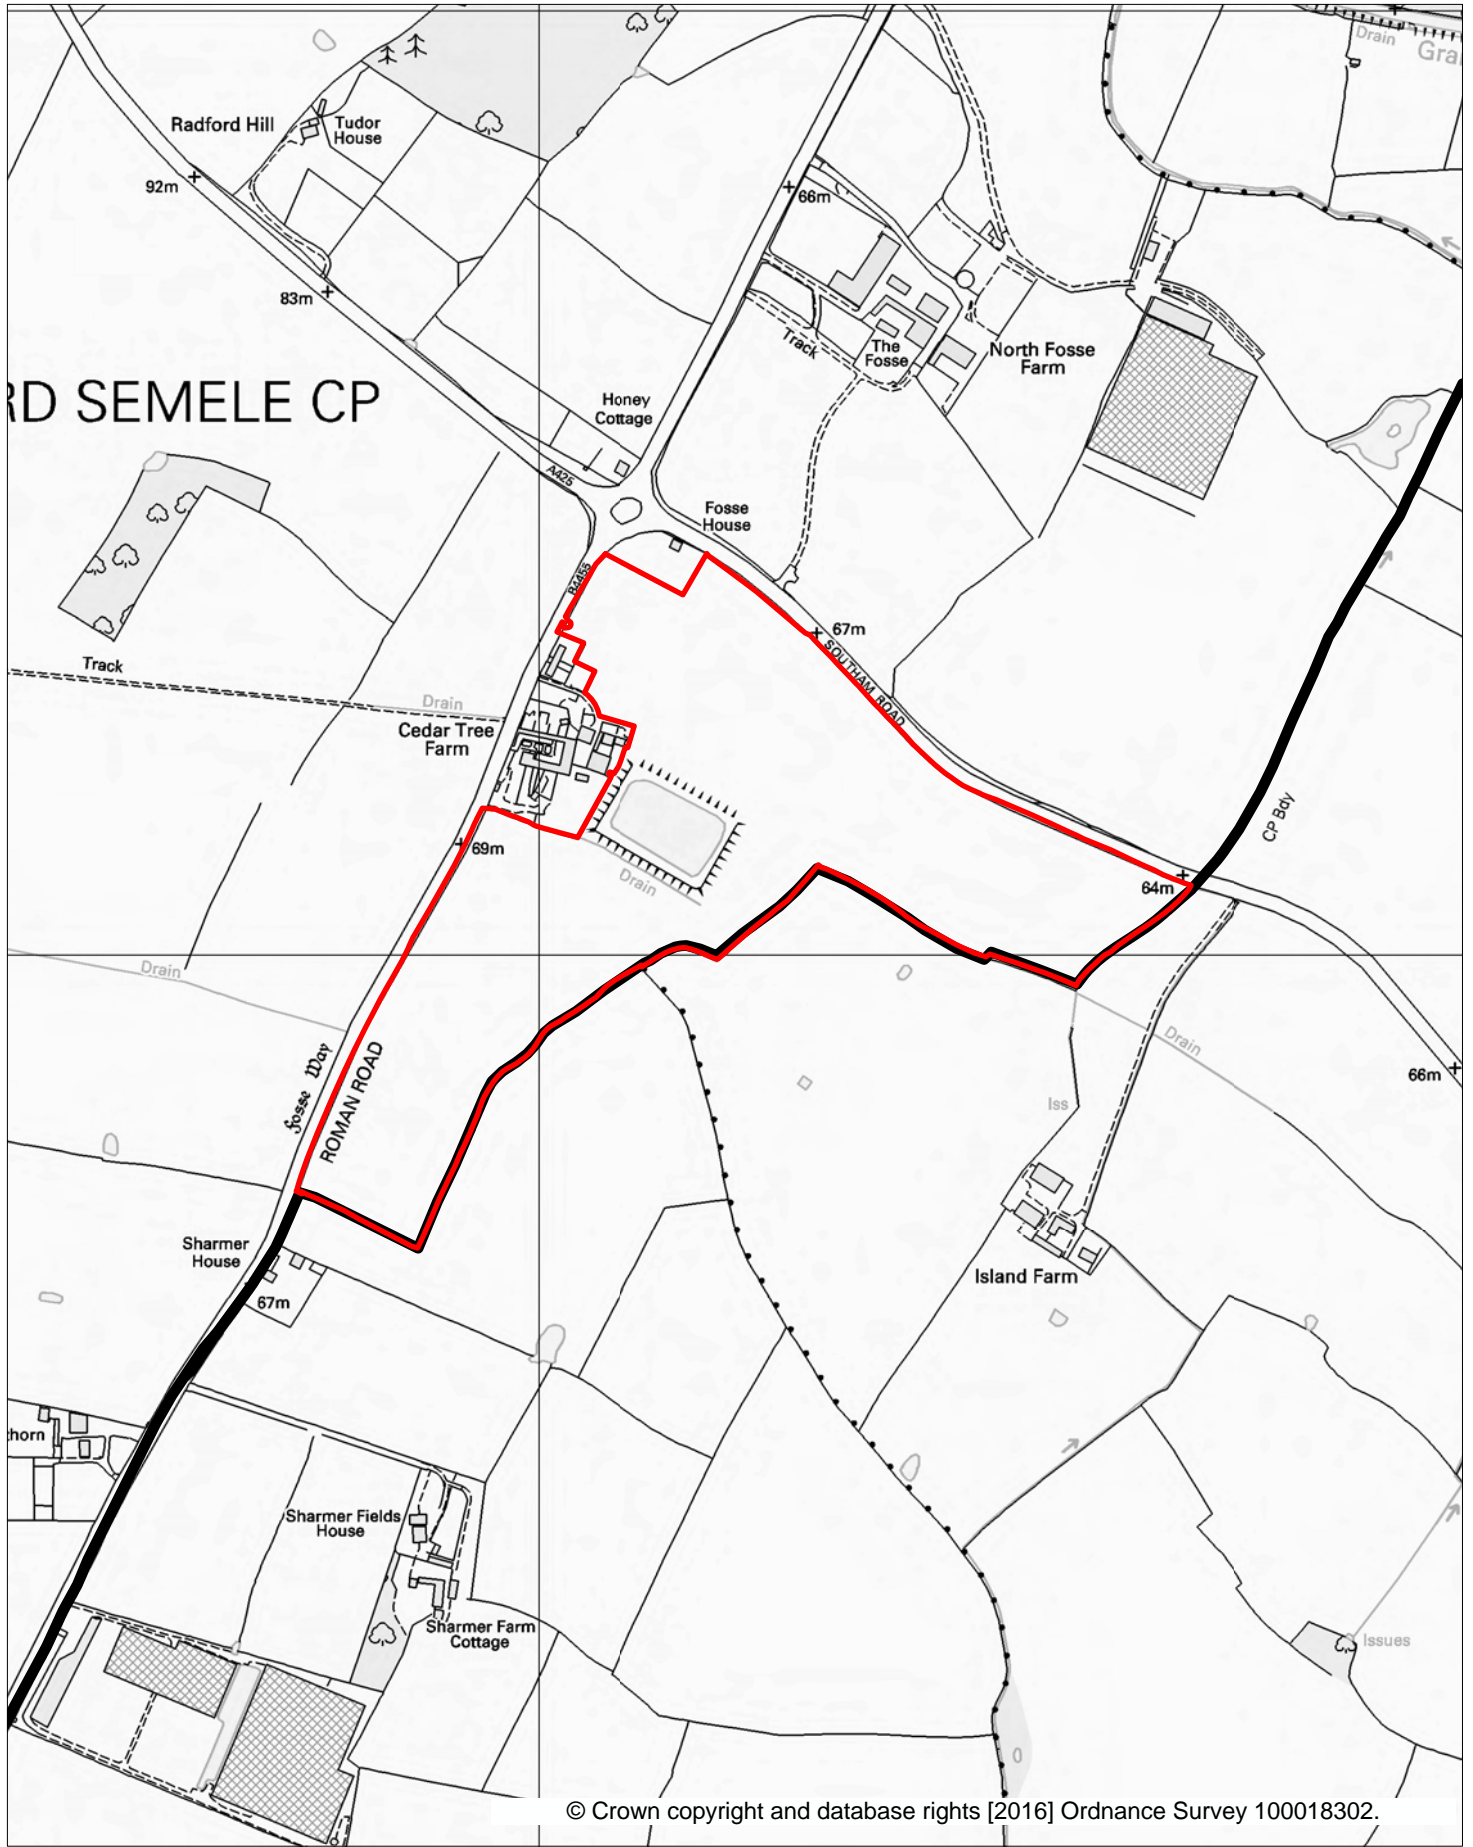 Drain
Gra
Radford Hill
Tudor
House
92m
66m
83m
Track
The
Fosse
North Fosse
Farm
RD SEMELE CP
Honey
Cottage
A425
Fosse
House
B4455
67m
SOUTHAM ROAD
Track
Drain
Cedar Tree
Farm
CP Bdy
69m
Drain
64m
Drain
Drain
Fosse Way
ROMAN ROAD
66m
Iss
Sharmer
House
Island Farm
67m
thorn
Sharmer Fields
House
Sharmer Farm
Cottage
Issues
© Crown copyright and database rights [2016] Ordnance Survey 100018302.